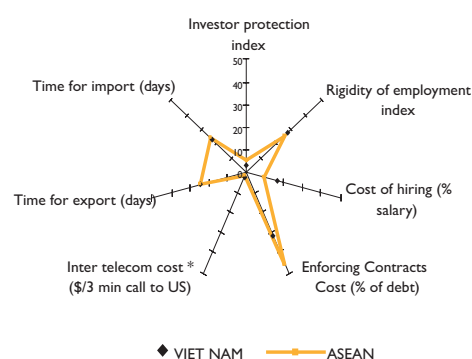 Investor protection
index
50
40
30
20
10
0
Time for import (days)
Rigidity of employment
index
Cost of hiring (%
salary)
Time for export (days)
Inter telecom cost *
($/3 min call to US)
Enforcing Contracts
Cost (% of debt)
VIET NAM
ASEAN